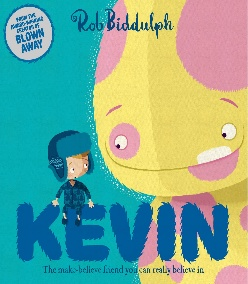 Rob Biddulph
FROM THE
AWARD-WINNING
CREATOR OF
BLOWN
AWAY
KEVIN
The make-believe friend you can really believe in